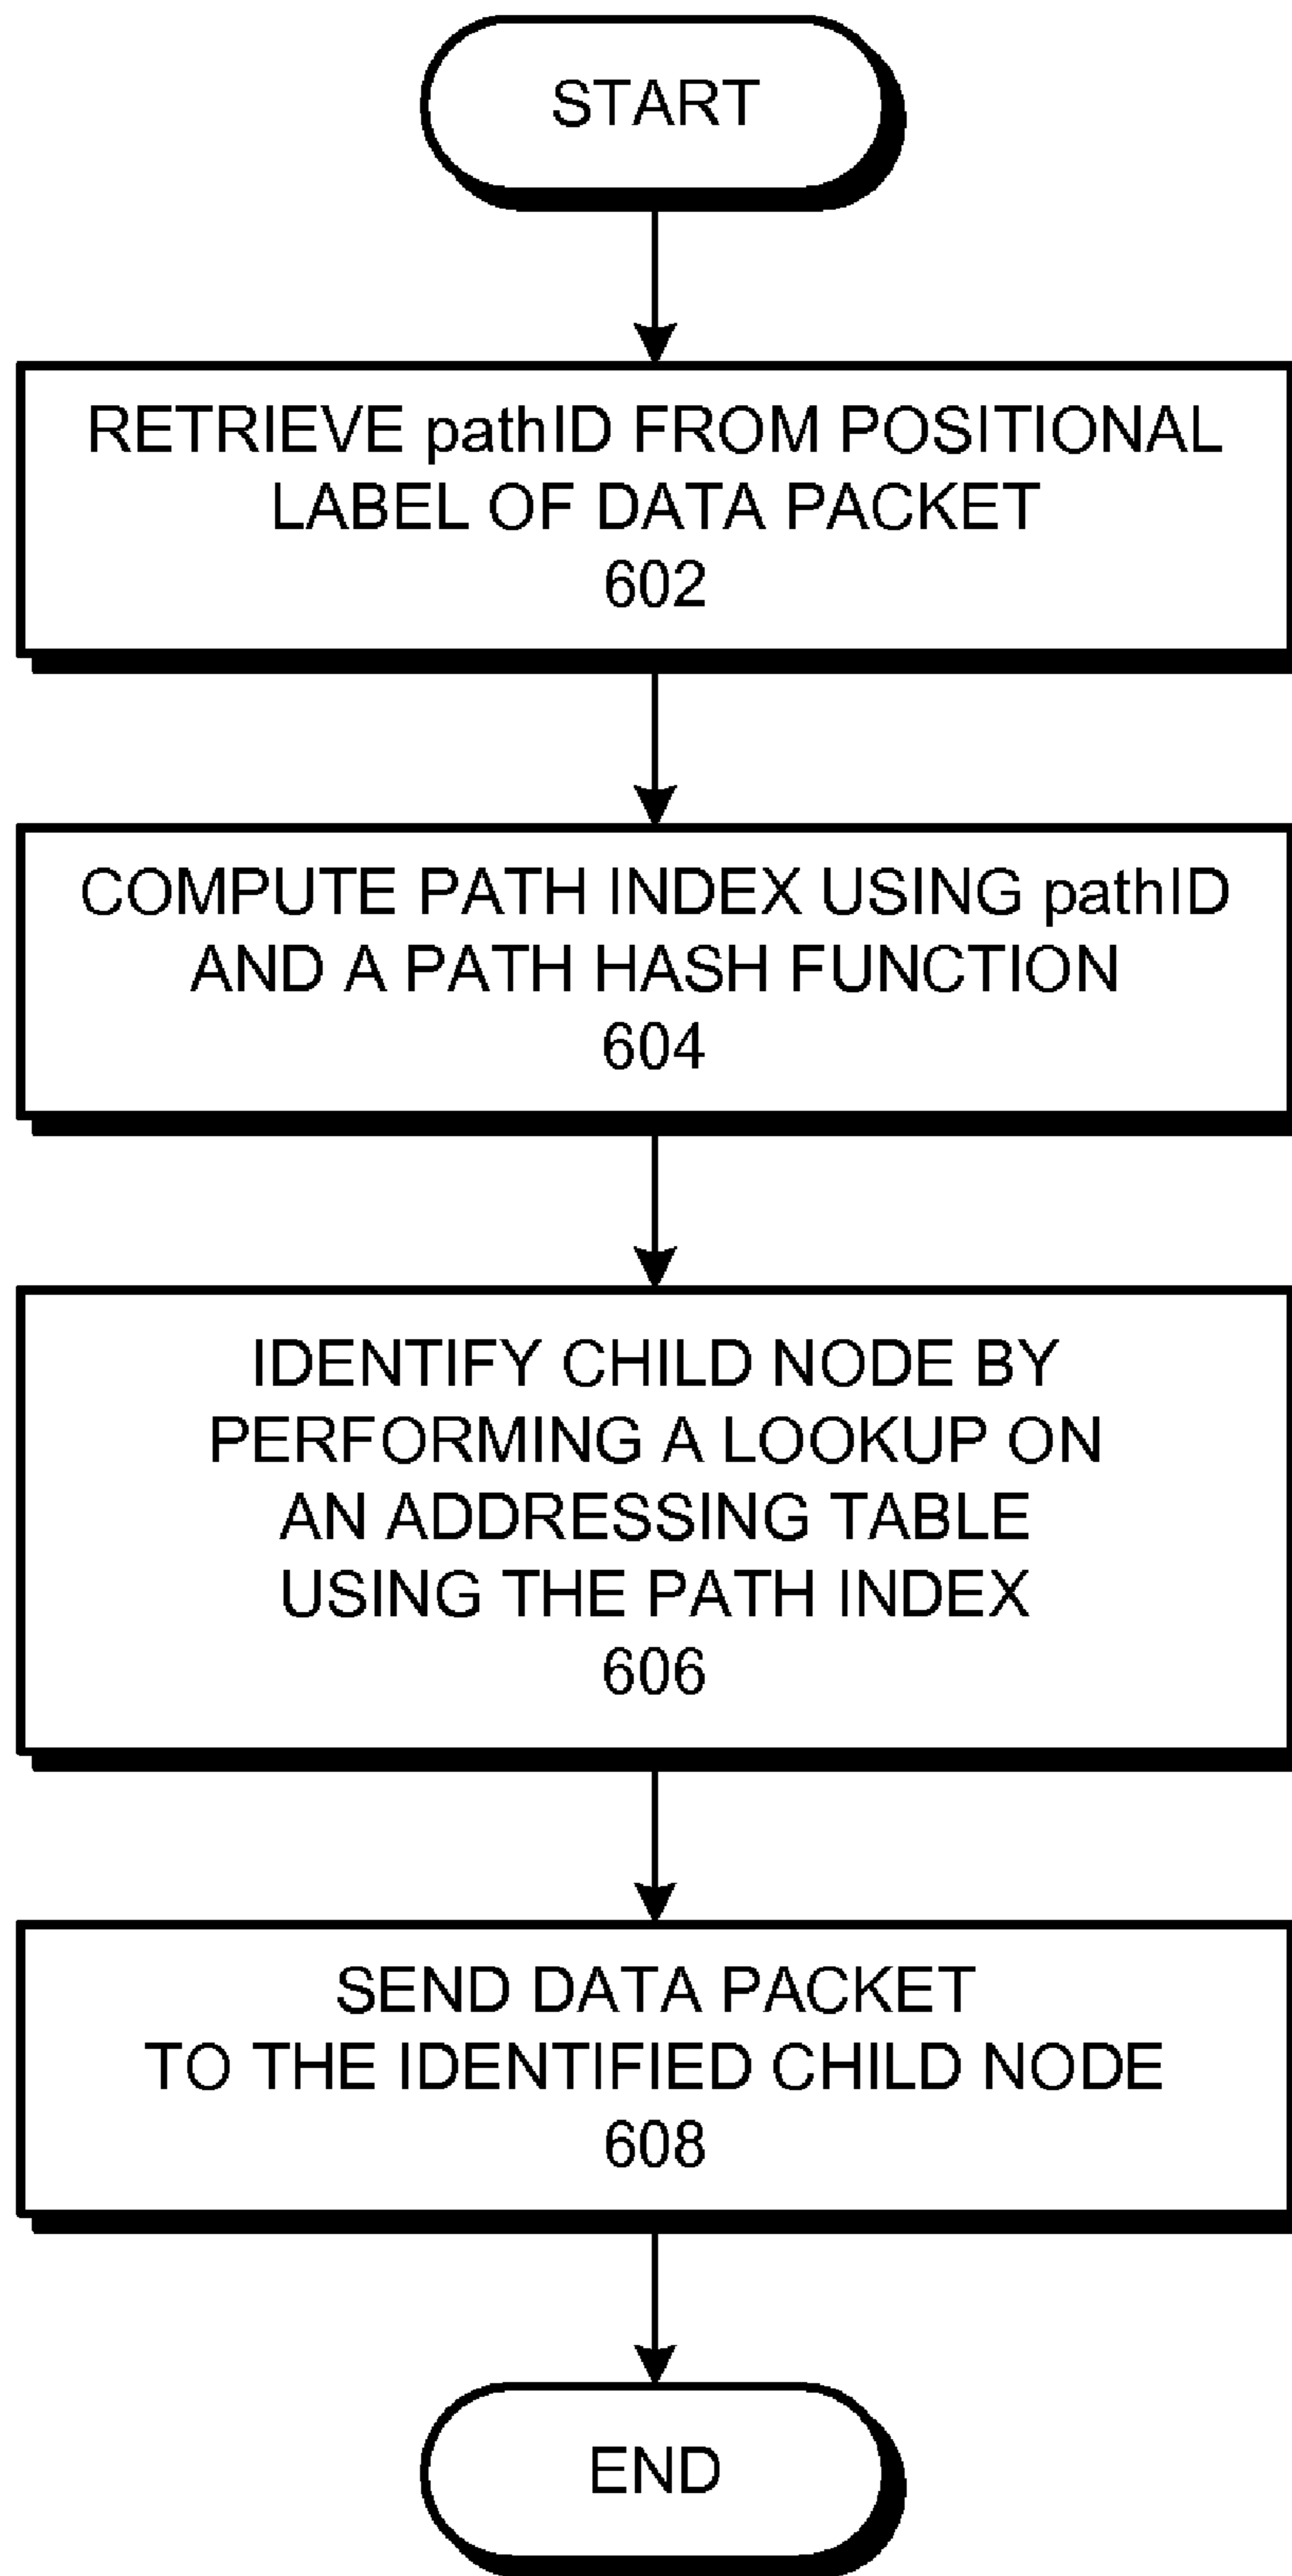 START
RETRIEVE pathID FROM POSITIONAL
LABEL OF DATA PACKET
602
COMPUTE PATH INDEX USING pathID
AND A PATH HASH FUNCTION
604
IDENTIFY CHILD NODE BY
PERFORMING A LOOKUP ON
AN ADDRESSING TABLE
USING THE PATH INDEX
606
SEND DATA PACKET
TO THE IDENTIFIED CHILD NODE
608
END